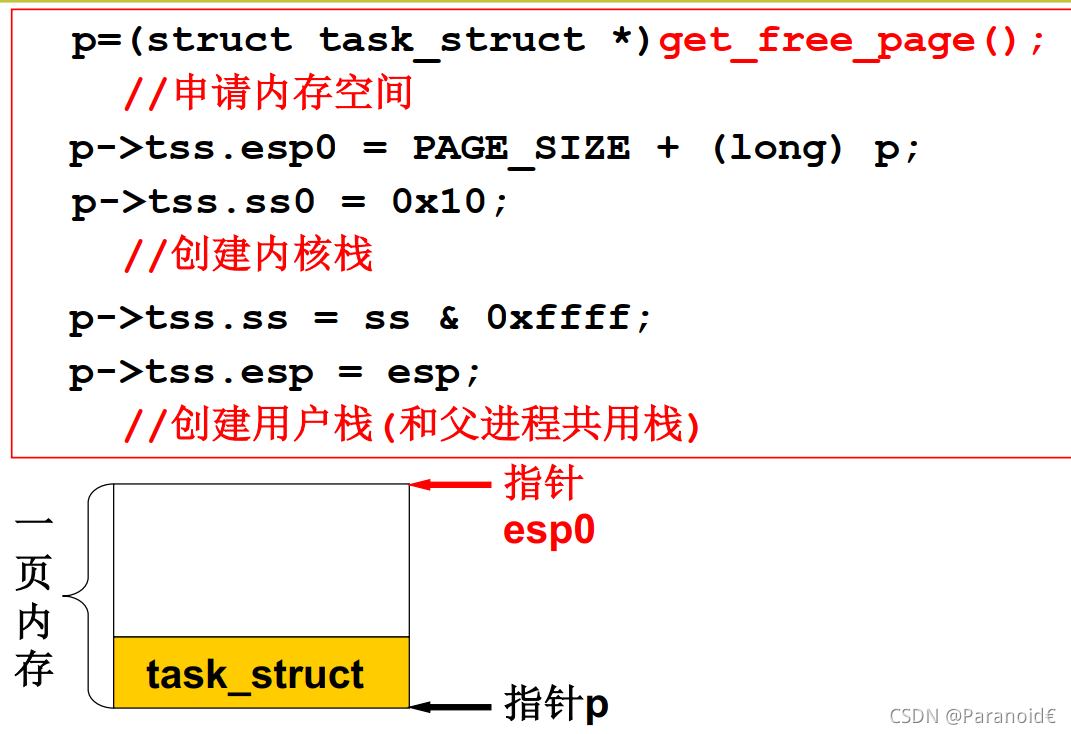 p=(struct task_struct *)get_free_page();
//申请内存空间
p->tss.esp0 = PAGE_SIZE + (long) p;
p->tss.ss0 = 0x10;
//创建内核栈
p->tss.ss = ss & 0xffff;
p->tss.esp = esp;
//创建用户栈(和父进程共用栈)
指针
esp0
一页内存
task_struct
指针p
CSDN @Paranoid€